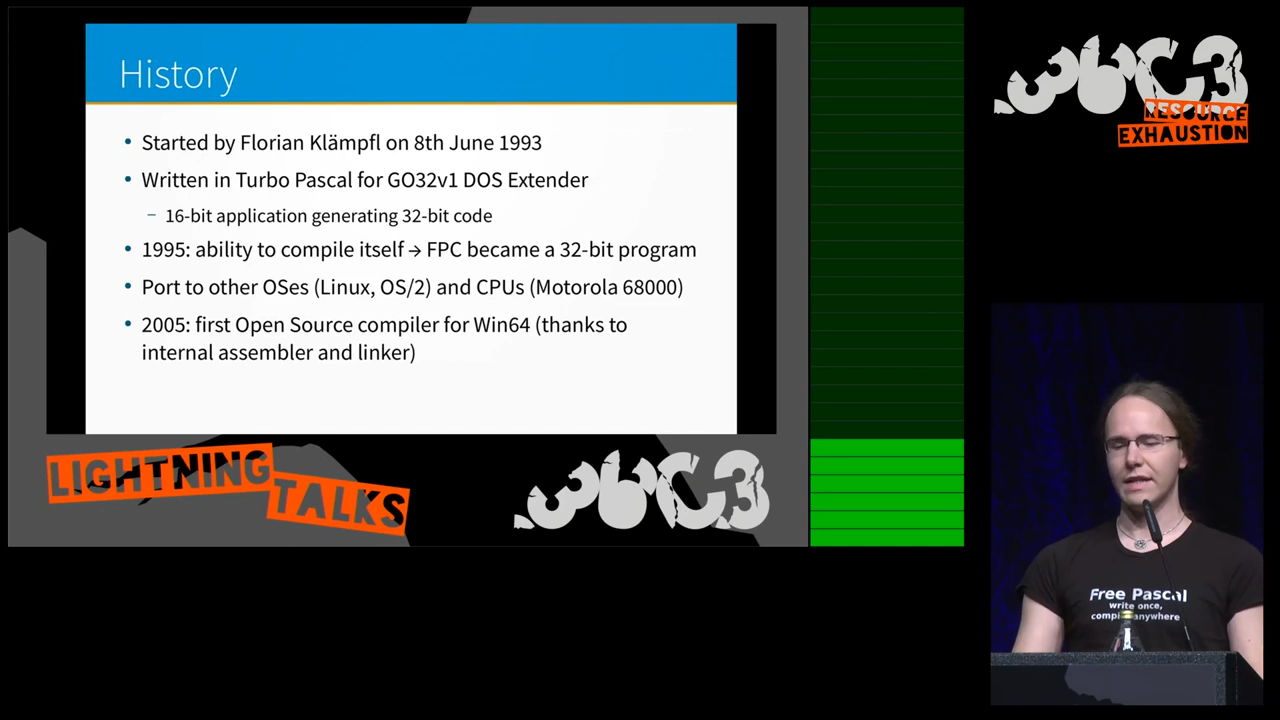 History
• Started by Florian Klämpfl on 8th June 1993
• Written in Turbo Pascal for GO32v1 DOS Extender
– 16-bit application generating 32-bit code
• 1995: ability to compile itself → FPC became a 32-bit program
• Port to other OSes (Linux, OS/2) and CPUs (Motorola 68000)
• 2005: first Open Source compiler for Win64 (thanks to
internal assembler and linker)
LIGHTNING
TALKS
36C3
36C3
RESOURCE
EXHAUSTION
Free Pascal
write once,
anywhere